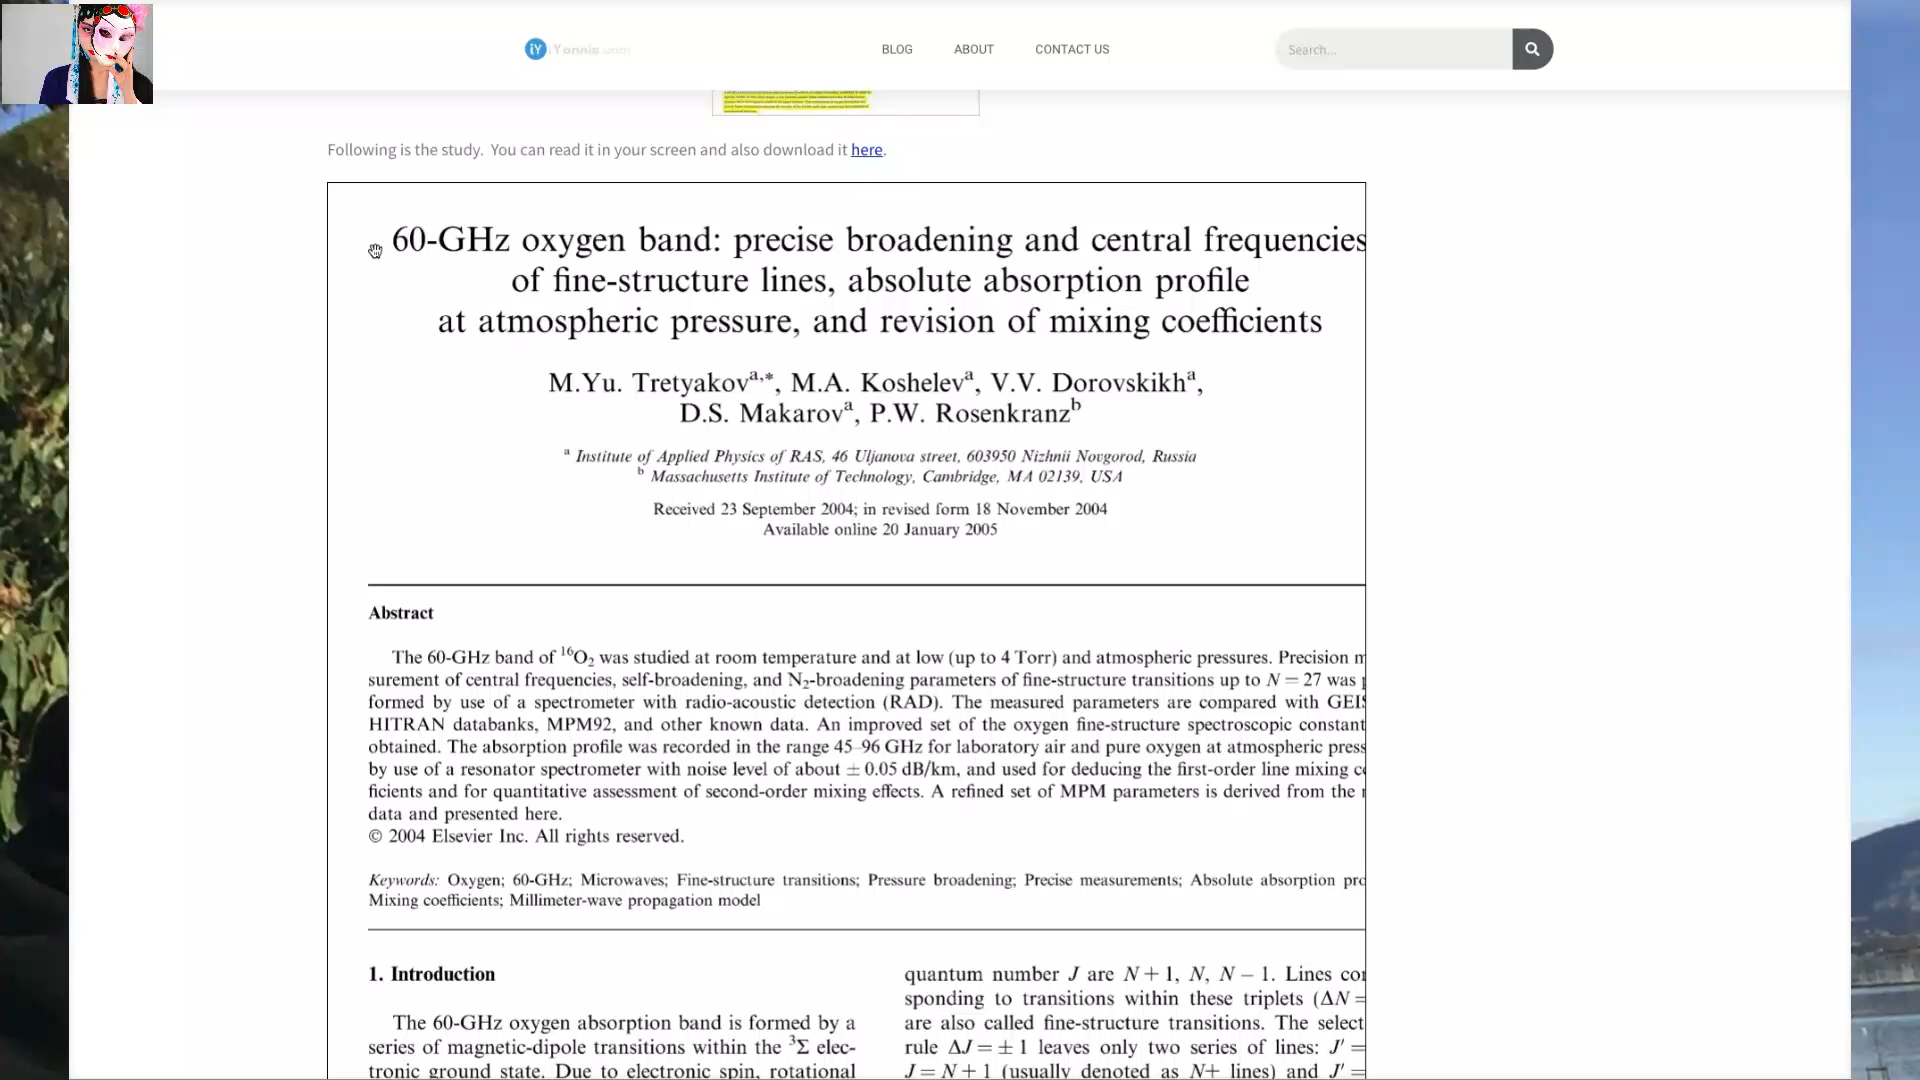 iY iYannis.com
BLOG ABOUT CONTACT US
Search...
Following is the study. You can read it in your screen and also download it here.
60-GHz oxygen band: precise broadening and central frequencies
of fine-structure lines, absolute absorption profile
at atmospheric pressure, and revision of mixing coefficients
M.Yu. Tretyakovᵃ,*, M.A. Koshelevᵃ, V.V. Dorovskikhᵃ,
D.S. Makarovᵃ, P.W. Rosenkranzᵇ
ᵃ Institute of Applied Physics of RAS, 46 Uljanova street, 603950 Nizhnii Novgorod, Russia
ᵇ Massachusetts Institute of Technology, Cambridge, MA 02139, USA
Received 23 September 2004; in revised form 18 November 2004
Available online 20 January 2005
Abstract
The 60-GHz band of ¹⁶O₂ was studied at room temperature and at low (up to 4 Torr) and atmospheric pressures. Precision
surement of central frequencies, self-broadening, and N₂-broadening parameters of fine-structure transitions up to N = 27 was
formed by use of a spectrometer with radio-acoustic detection (RAD). The measured parameters are compared with GEIS
HITRAN databanks, MPM92, and other known data. An improved set of the oxygen fine-structure spectroscopic constant
obtained. The absorption profile was recorded in the range 45–96 GHz for laboratory air and pure oxygen at atmospheric press
by use of a resonator spectrometer with noise level of about ± 0.05 dB/km, and used for deducing the first-order line mixing
ficients and for quantitative assessment of second-order mixing effects. A refined set of MPM parameters is derived from the
data and presented here.
© 2004 Elsevier Inc. All rights reserved.
Keywords: Oxygen; 60-GHz; Microwaves; Fine-structure transitions; Pressure broadening; Precise measurements; Absolute absorption pro
Mixing coefficients; Millimeter-wave propagation model
1. Introduction
The 60-GHz oxygen absorption band is formed by a
series of magnetic-dipole transitions within the ³Σ elec-
tronic ground state. Due to electronic spin, rotational
quantum number J are N + 1, N, N − 1. Lines cor
sponding to transitions within these triplets (ΔN =
are also called fine-structure transitions. The select
rule ΔJ = ± 1 leaves only two series of lines: J′ =
J = N + 1 (usually denoted as N+ lines) and J′ =